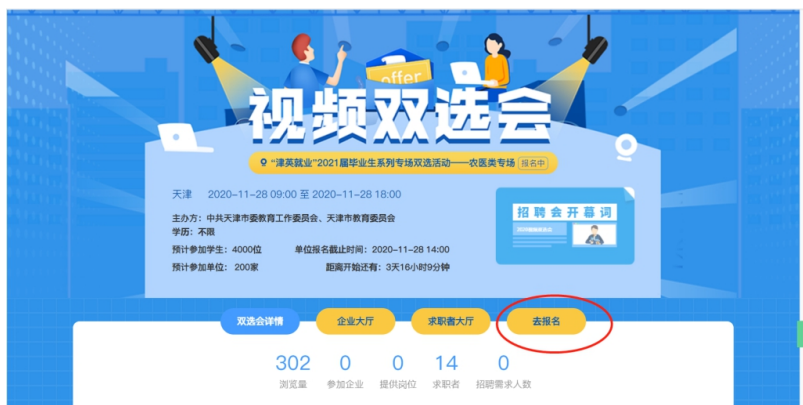 offer
视频双选会
“津英就业”2021届毕业生系列专场双选活动——农医类专场 报名中
天津 2020-11-28 09:00 至 2020-11-28 18:00
主办方：中共天津市委教育工作委员会、天津市教育委员会
学历：不限
预计参加学生：4000位 单位报名截止时间：2020-11-28 14:00
预计参加单位：200家 距离开始还有：3天16小时9分钟
招聘会开幕词
双选会详情 企业大厅 求职者大厅 去报名
302 0 0 14 0
浏览量 参加企业 提供岗位 求职者 招聘需求人数